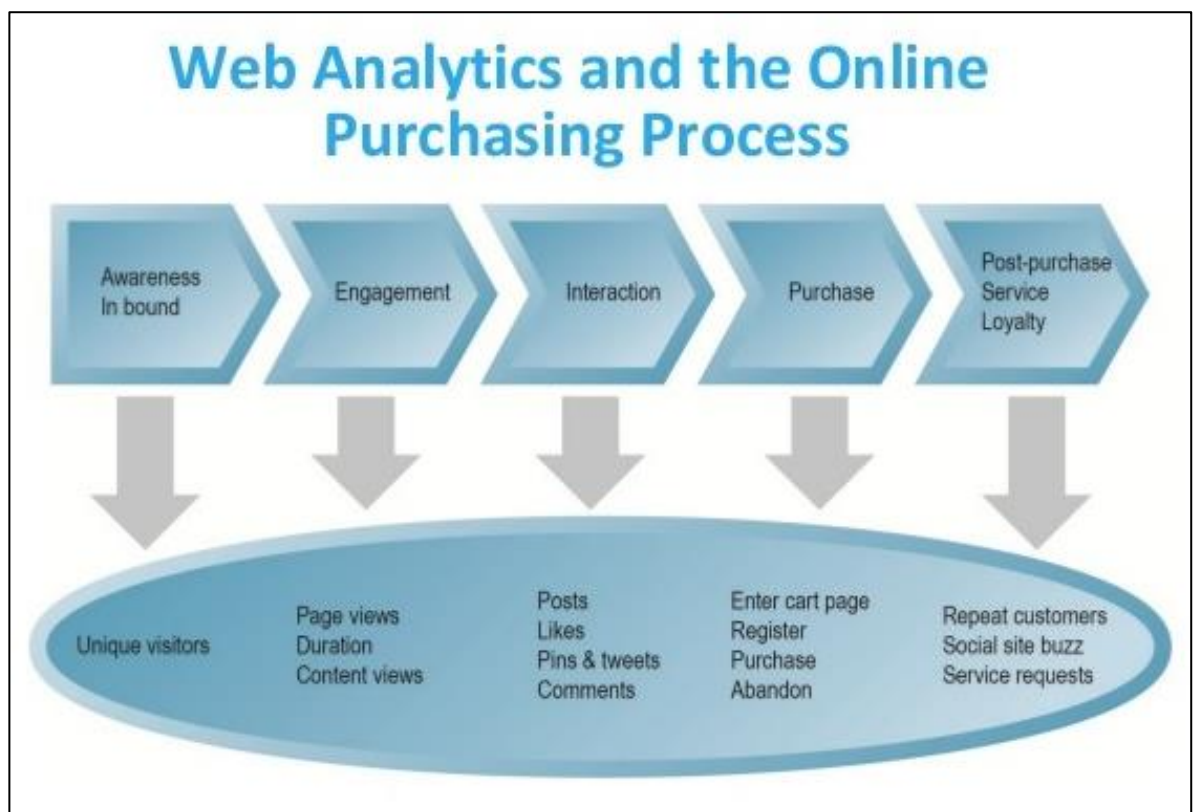 Web Analytics and the Online
Purchasing Process
Awareness
In bound
Engagement
Interaction
Purchase
Post-purchase
Service
Loyalty
Unique visitors
Page views
Duration
Content views
Posts
Likes
Pins & tweets
Comments
Enter cart page
Register
Purchase
Abandon
Repeat customers
Social site buzz
Service requests